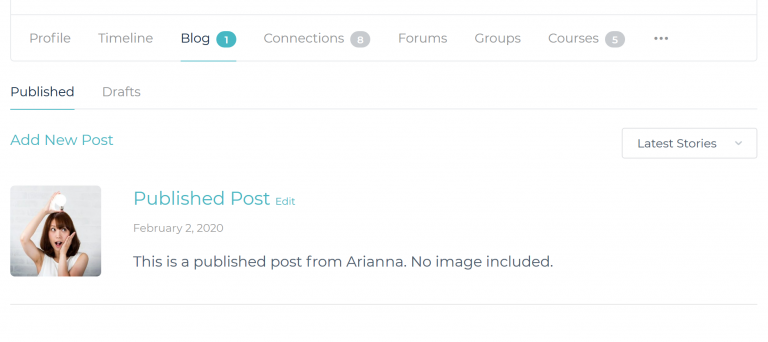 Profile Timeline Blog 1 Connections 8 Forums Groups Courses 5 •••
Published Drafts
Add New Post
Latest Stories
Published Post Edit
February 2, 2020
This is a published post from Arianna. No image included.